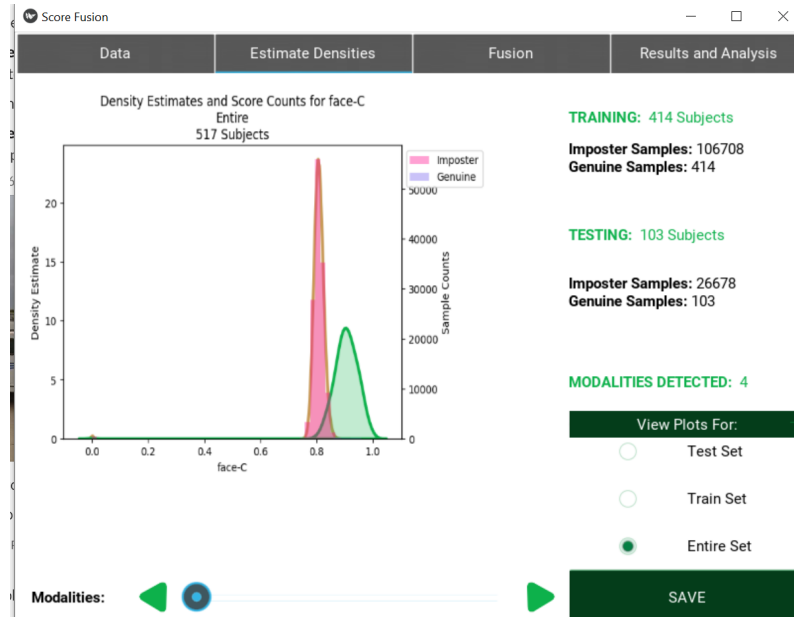 Score Fusion
Data
Estimate Densities
Fusion
Results and Analysis
Density Estimates and Score Counts for face-C
Entire
517 Subjects
Imposter
Genuine
Density Estimate
20
15
10
5
0
50000
40000
30000
20000
10000
0
Sample Counts
0.0 0.2 0.4 0.6 0.8 1.0
face-C
TRAINING: 414 Subjects
Imposter Samples: 106708
Genuine Samples: 414
TESTING: 103 Subjects
Imposter Samples: 26678
Genuine Samples: 103
MODALITIES DETECTED: 4
View Plots For:
Test Set
Train Set
Entire Set
Modalities:
SAVE